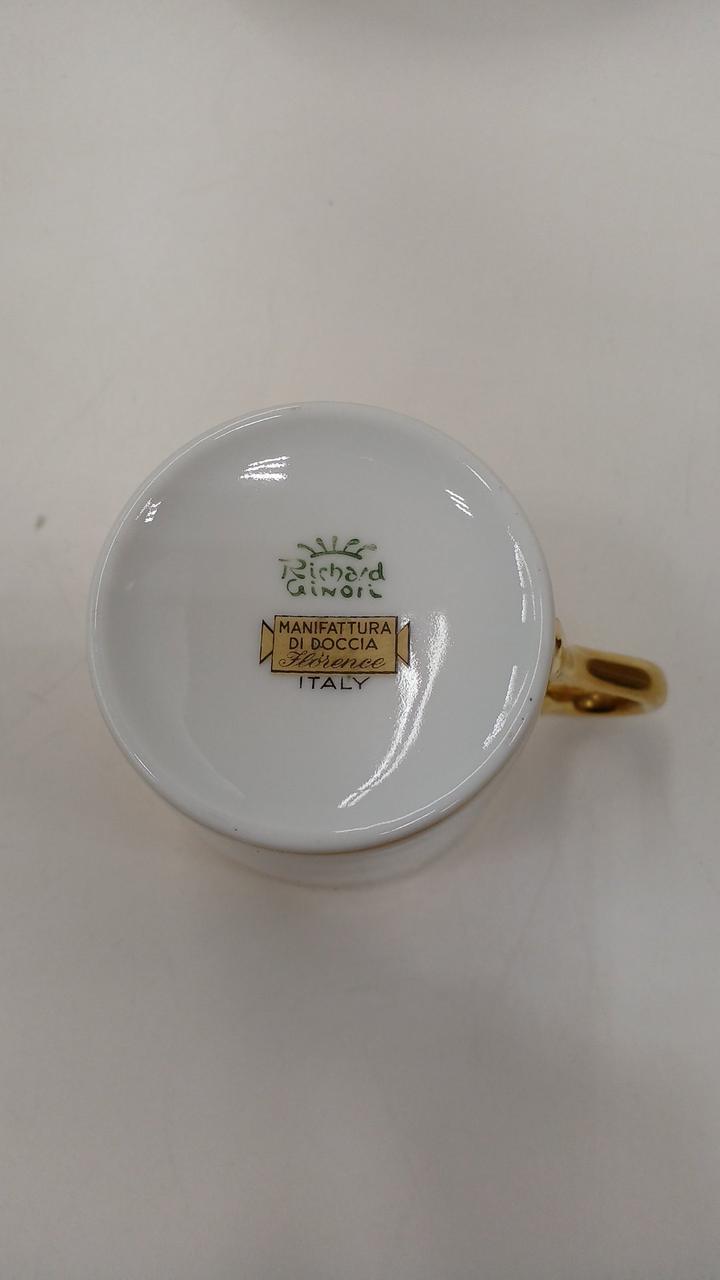 Richard
Ginori
MANIFATTURA
DI DOCCIA
Florence
ITALY